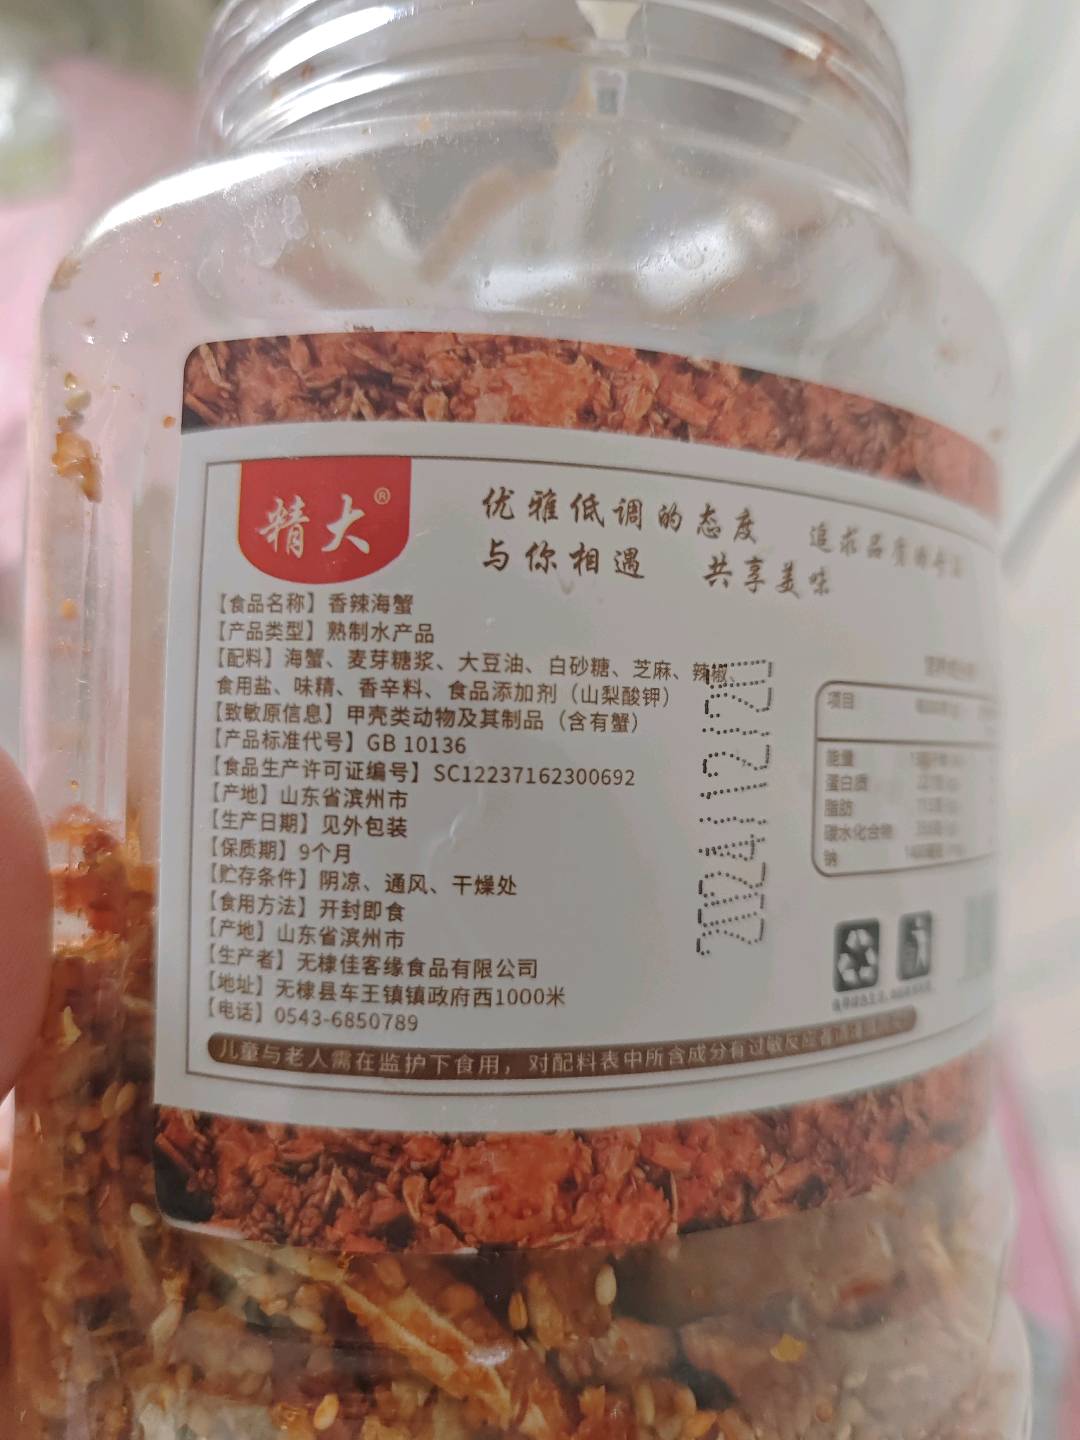 精大®
优雅低调的态度 追求品质的
与你相遇 共享美味
【食品名称】香辣海蟹
【产品类型】熟制水产品
【配料】海蟹、麦芽糖浆、大豆油、白砂糖、芝麻、辣椒、
食用盐、味精、香辛料、食品添加剂（山梨酸钾）
【致敏原信息】甲壳类动物及其制品（含有蟹）
【产品标准代号】GB 10136
【食品生产许可证编号】SC12237162300692
【产地】山东省滨州市
【生产日期】见外包装
【保质期】9个月
【贮存条件】阴凉、通风、干燥处
【食用方法】开封即食
【产地】山东省滨州市
【生产者】无棣佳客缘食品有限公司
【地址】无棣县车王镇镇政府西1000米
【电话】0543-6850789
儿童与老人需在监护下食用，对配料表中所含成分有过敏反应者
2024/12/20
项目
能量
蛋白质
脂肪
碳水化合物
钠